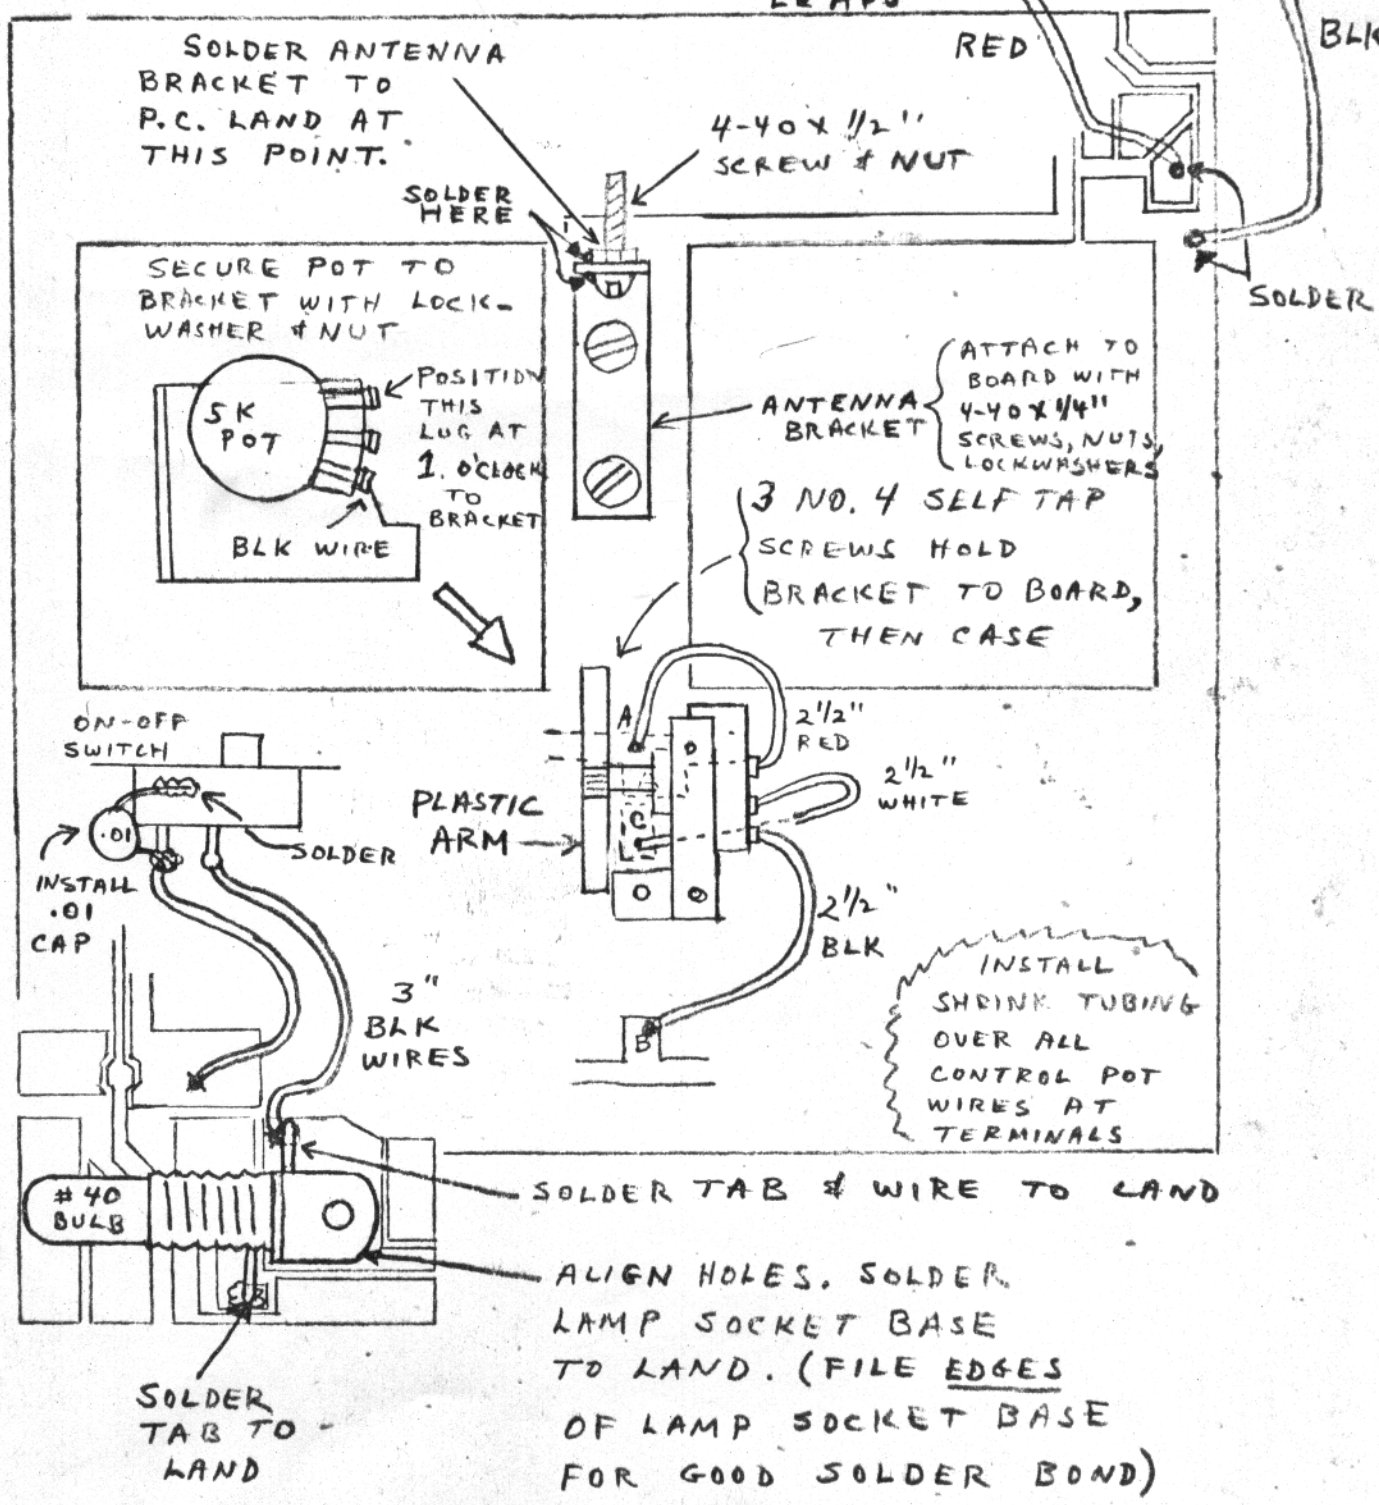 LEADS
RED
BLK
SOLDER ANTENNA
BRACKET TO
P.C. LAND AT
THIS POINT.
4-40 X 1/2"
SCREW & NUT
SOLDER
HERE
SOLDER
SECURE POT TO
BRACKET WITH LOCK-
WASHER & NUT
5K
POT
POSITION
THIS
LUG AT
1. O'CLOCK
TO
BRACKET
BLK WIRE
ANTENNA
BRACKET
ATTACH TO
BOARD WITH
4-40 X 1/4"
SCREWS, NUTS,
LOCKWASHERS
3 NO. 4 SELF TAP
SCREWS HOLD
BRACKET TO BOARD,
THEN CASE
ON-OFF
SWITCH
.01
SOLDER
INSTALL
.01
CAP
PLASTIC
ARM
A
C
2 1/2"
RED
2 1/2"
WHITE
2 1/2"
BLK
B
3"
BLK
WIRES
INSTALL
SHRINK TUBING
OVER ALL
CONTROL POT
WIRES AT
TERMINALS
#40
BULB
SOLDER TAB & WIRE TO LAND
ALIGN HOLES. SOLDER
LAMP SOCKET BASE
TO LAND. (FILE EDGES
OF LAMP SOCKET BASE
FOR GOOD SOLDER BOND)
SOLDER
TAB TO
LAND